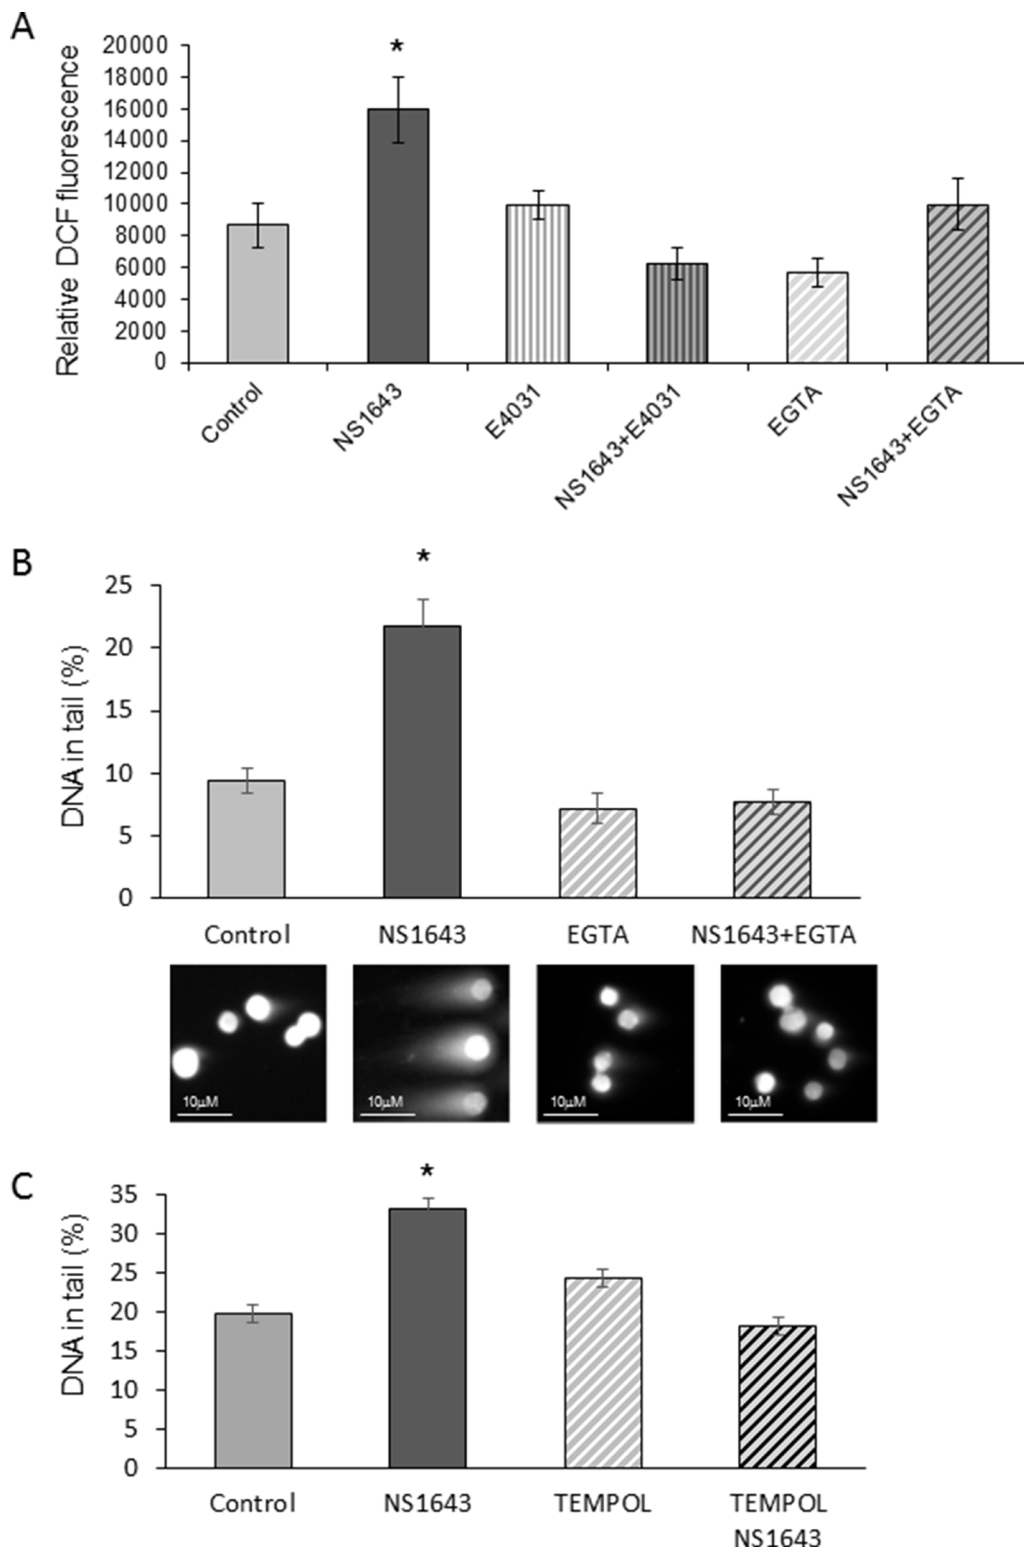 A
Relative DCF fluorescence
20000
18000
16000
14000
12000
10000
8000
6000
4000
2000
0
*
Control
NS1643
E4031
NS1643+E4031
EGTA
NS1643+EGTA
B
DNA in tail (%)
25
20
15
10
5
0
*
Control NS1643 EGTA NS1643+EGTA
10µM 10µM 10µM 10µM
C
DNA in tail (%)
35
30
25
20
15
10
5
0
*
Control NS1643 TEMPOL TEMPOL
NS1643